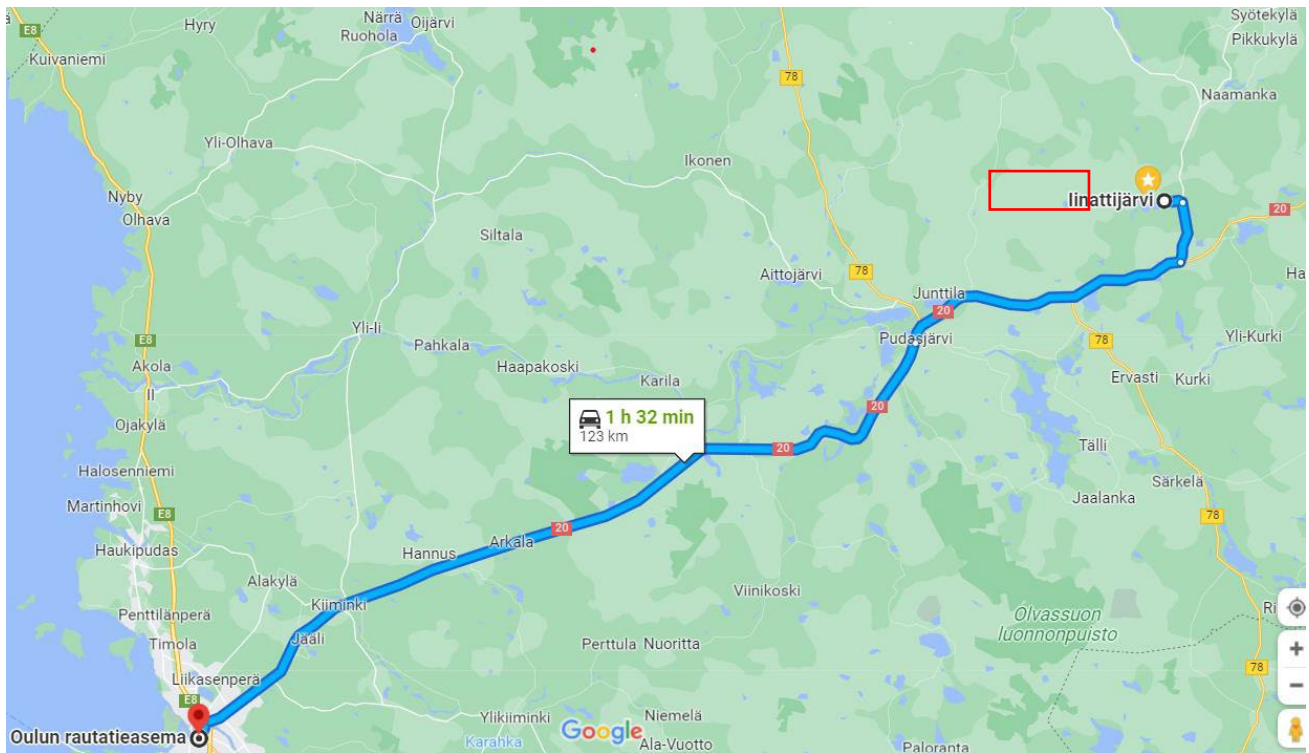 Närrä
Oijärvi
Syötekylä
E8
Hyry
Ruohola
Pikkukylä
Kuivaniemi
78
Naamanka
Yli-Olhava
Ikonen
Nyby
Iinattijärvi
20
Olhava
Siltala
Aittojärvi
78
Junttila
20
Yli-Ii
E8
Pahkala
Pudasjärvi
78
Yli-Kurki
Akola
Haapakoski
Karila
Ervasti
Kurki
II
20
1 h 32 min
123 km
Ojakylä
20
Tälli
Halosenniemi
Särkelä
Jaalanka
Martinhovi
E8
20
78
Arkala
Haukipudas
Hannus
Alakylä
Viinikoski
Kiiminki
Penttilänperä
Olvassuon
luonnonpuisto
Jääli
Timola
Perttula
Nuoritta
78
Liikasenperä
E8
Ylikiiminki
Niemelä
Oulun rautatieasema
Karahka
Google
Ala-Vuotto
Paloranta